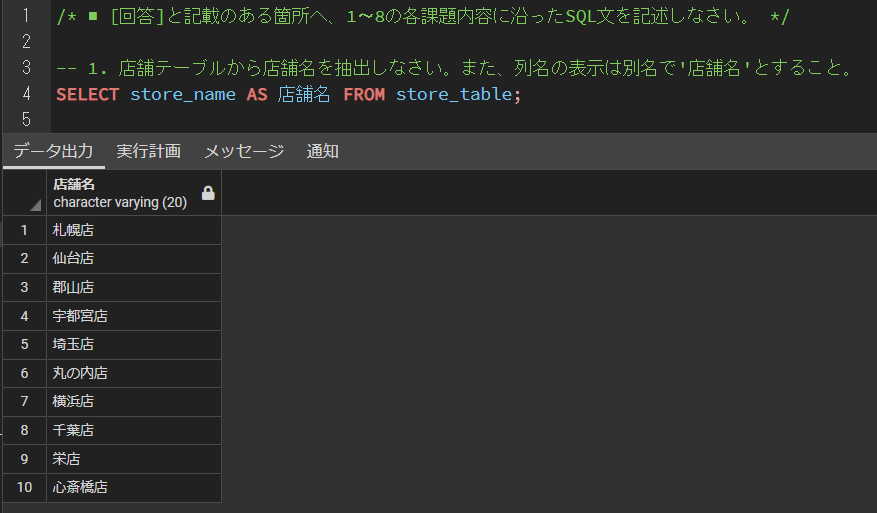 1 /* ■ [回答]と記載のある箇所へ、1～8の各課題内容に沿ったSQL文を記述しなさい。 */
2
3 -- 1. 店舗テーブルから店舗名を抽出しなさい。また、列名の表示は別名で'店舗名'とすること。
4 SELECT store_name AS 店舗名 FROM store_table;
5
データ出力 実行計画 メッセージ 通知
店舗名
character varying (20)
1 札幌店
2 仙台店
3 郡山店
4 宇都宮店
5 埼玉店
6 丸の内店
7 横浜店
8 千葉店
9 栄店
10 心斎橋店